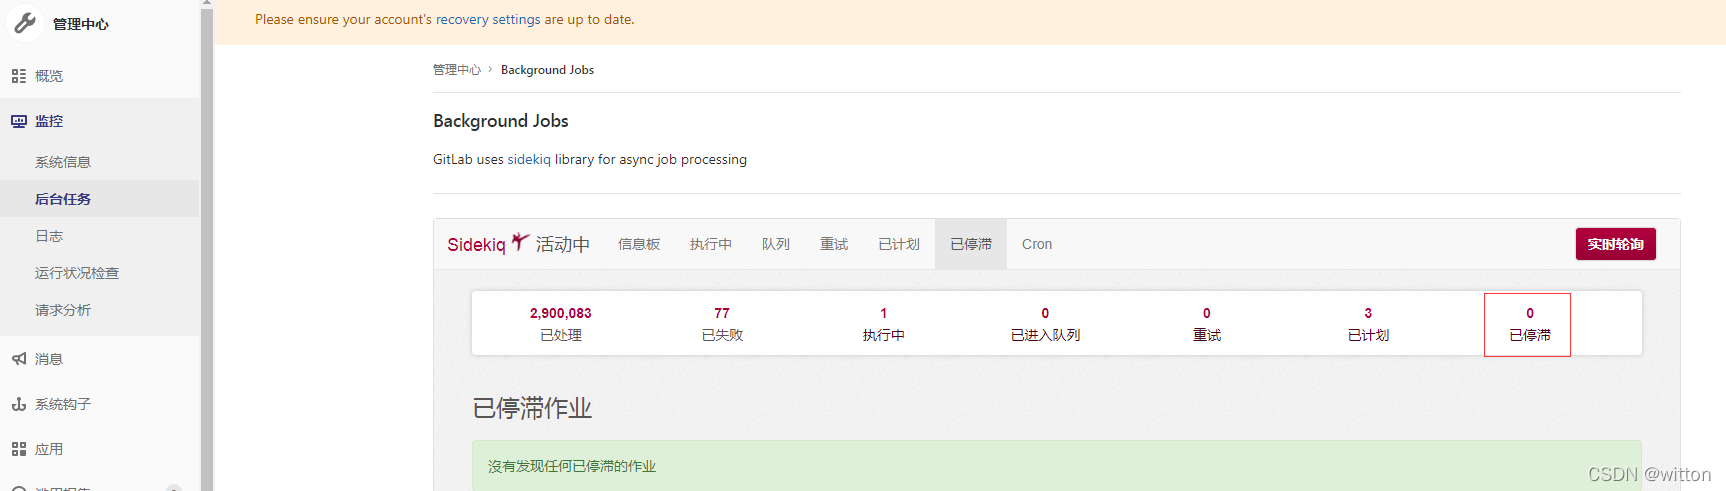 管理中心
Please ensure your account's recovery settings are up to date.
概览
监控
系统信息
后台任务
日志
运行状况检查
请求分析
消息
系统钩子
应用
管理中心 › Background Jobs
Background Jobs
GitLab uses sidekiq library for async job processing
Sidekiq 活动中 信息板 执行中 队列 重试 已计划 已停滞 Cron 实时轮询
2,900,083 77 1 0 0 3 0
已处理 已失败 执行中 已进入队列 重试 已计划 已停滞
已停滞作业
沒有发现任何已停滞的作业
CSDN @witton